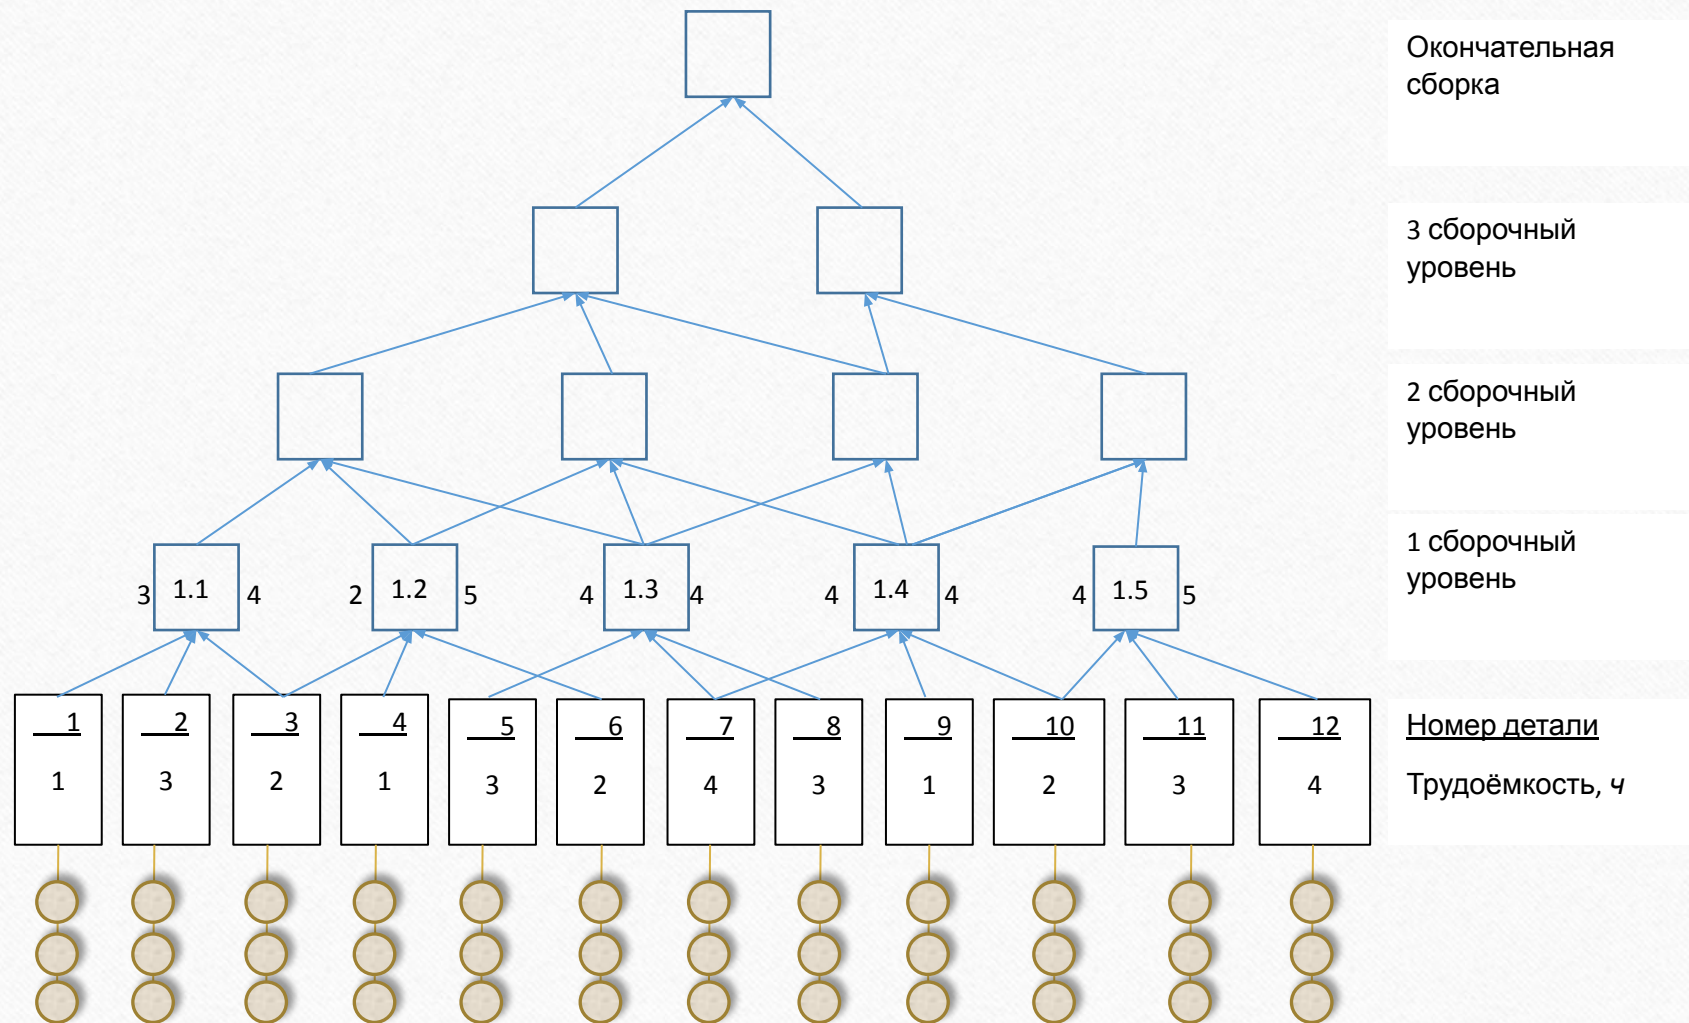 Окончательная
сборка
3 сборочный
уровень
2 сборочный
уровень
1 сборочный
уровень
3 1.1 4 2 1.2 5 4 1.3 4 4 1.4 4 4 1.5 5
1 2 3 4 5 6 7 8 9 10 11 12 Номер детали
1 3 2 1 3 2 4 3 1 2 3 4 Трудоёмкость, ч